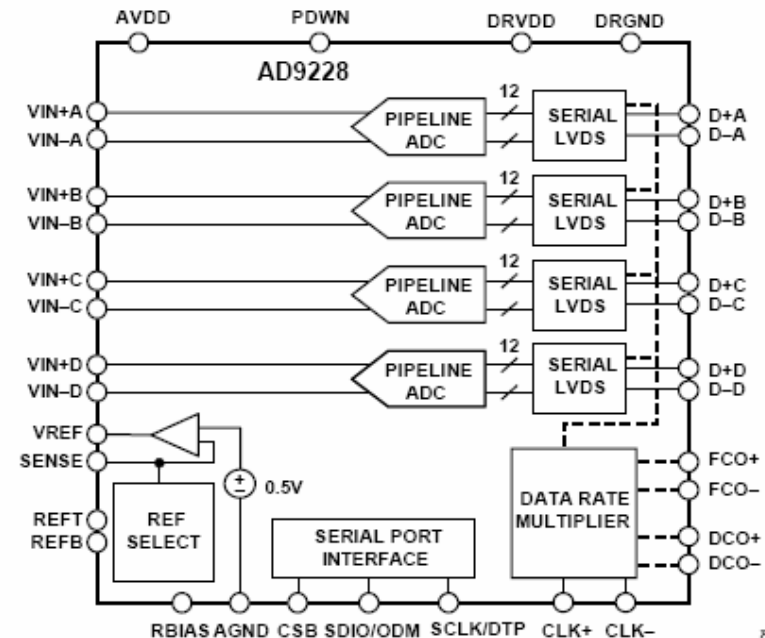 AVDD PDWN DRVDD DRGND
AD9228
VIN+A
VIN–A
PIPELINE
ADC
12
SERIAL
LVDS
D+A
D–A
VIN+B
VIN–B
PIPELINE
ADC
12
SERIAL
LVDS
D+B
D–B
VIN+C
VIN–C
PIPELINE
ADC
12
SERIAL
LVDS
D+C
D–C
VIN+D
VIN–D
PIPELINE
ADC
12
SERIAL
LVDS
D+D
D–D
VREF
SENSE
+
–
0.5V
REFT
REFB
REF
SELECT
SERIAL PORT
INTERFACE
DATA RATE
MULTIPLIER
FCO+
FCO–
DCO+
DCO–
RBIAS AGND CSB SDIO/ODM SCLK/DTP CLK+ CLK–